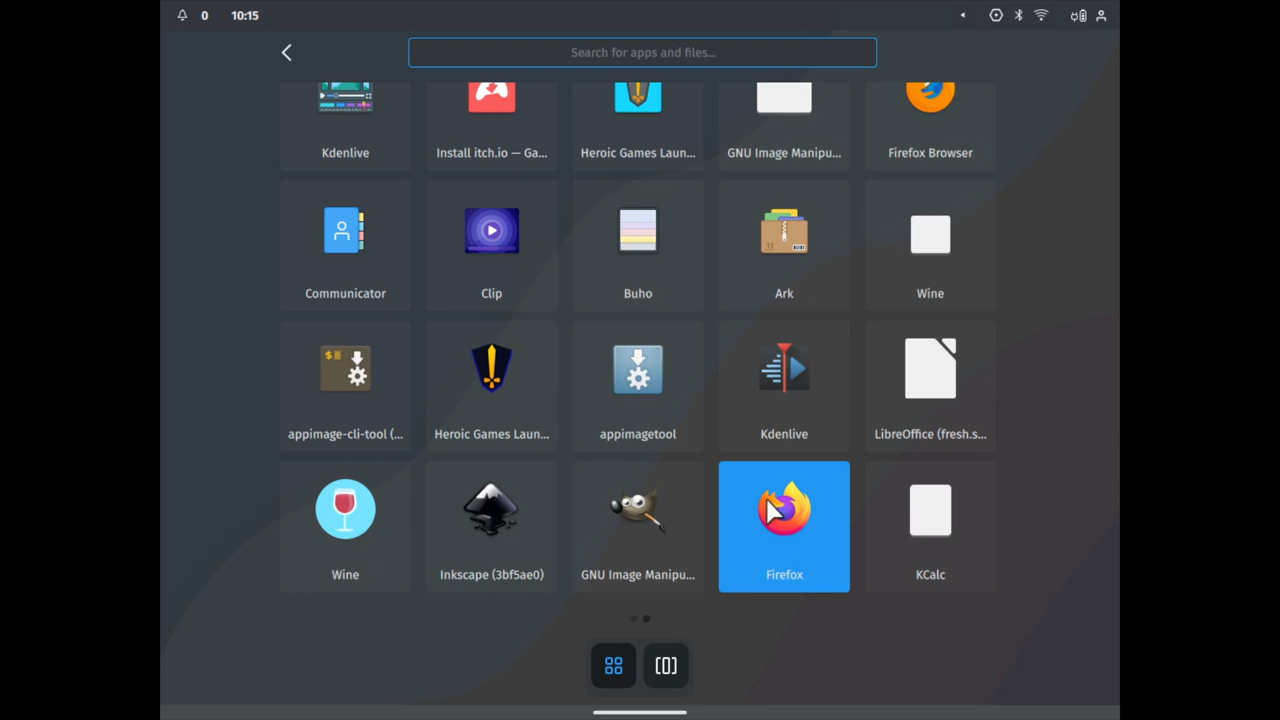 0 10:15
Search for apps and files...
Kdenlive
Install itch.io — Ga...
Heroic Games Laun...
GNU Image Manipu...
Firefox Browser
Communicator
Clip
Buho
Ark
Wine
appimage-cli-tool (...
Heroic Games Laun...
appimagetool
Kdenlive
LibreOffice (fresh.s...
Wine
Inkscape (3bf5ae0)
GNU Image Manipu...
Firefox
KCalc